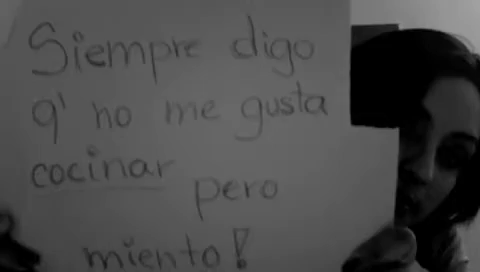 Siempre digo
q' no me gusta
cocinar pero
miento!